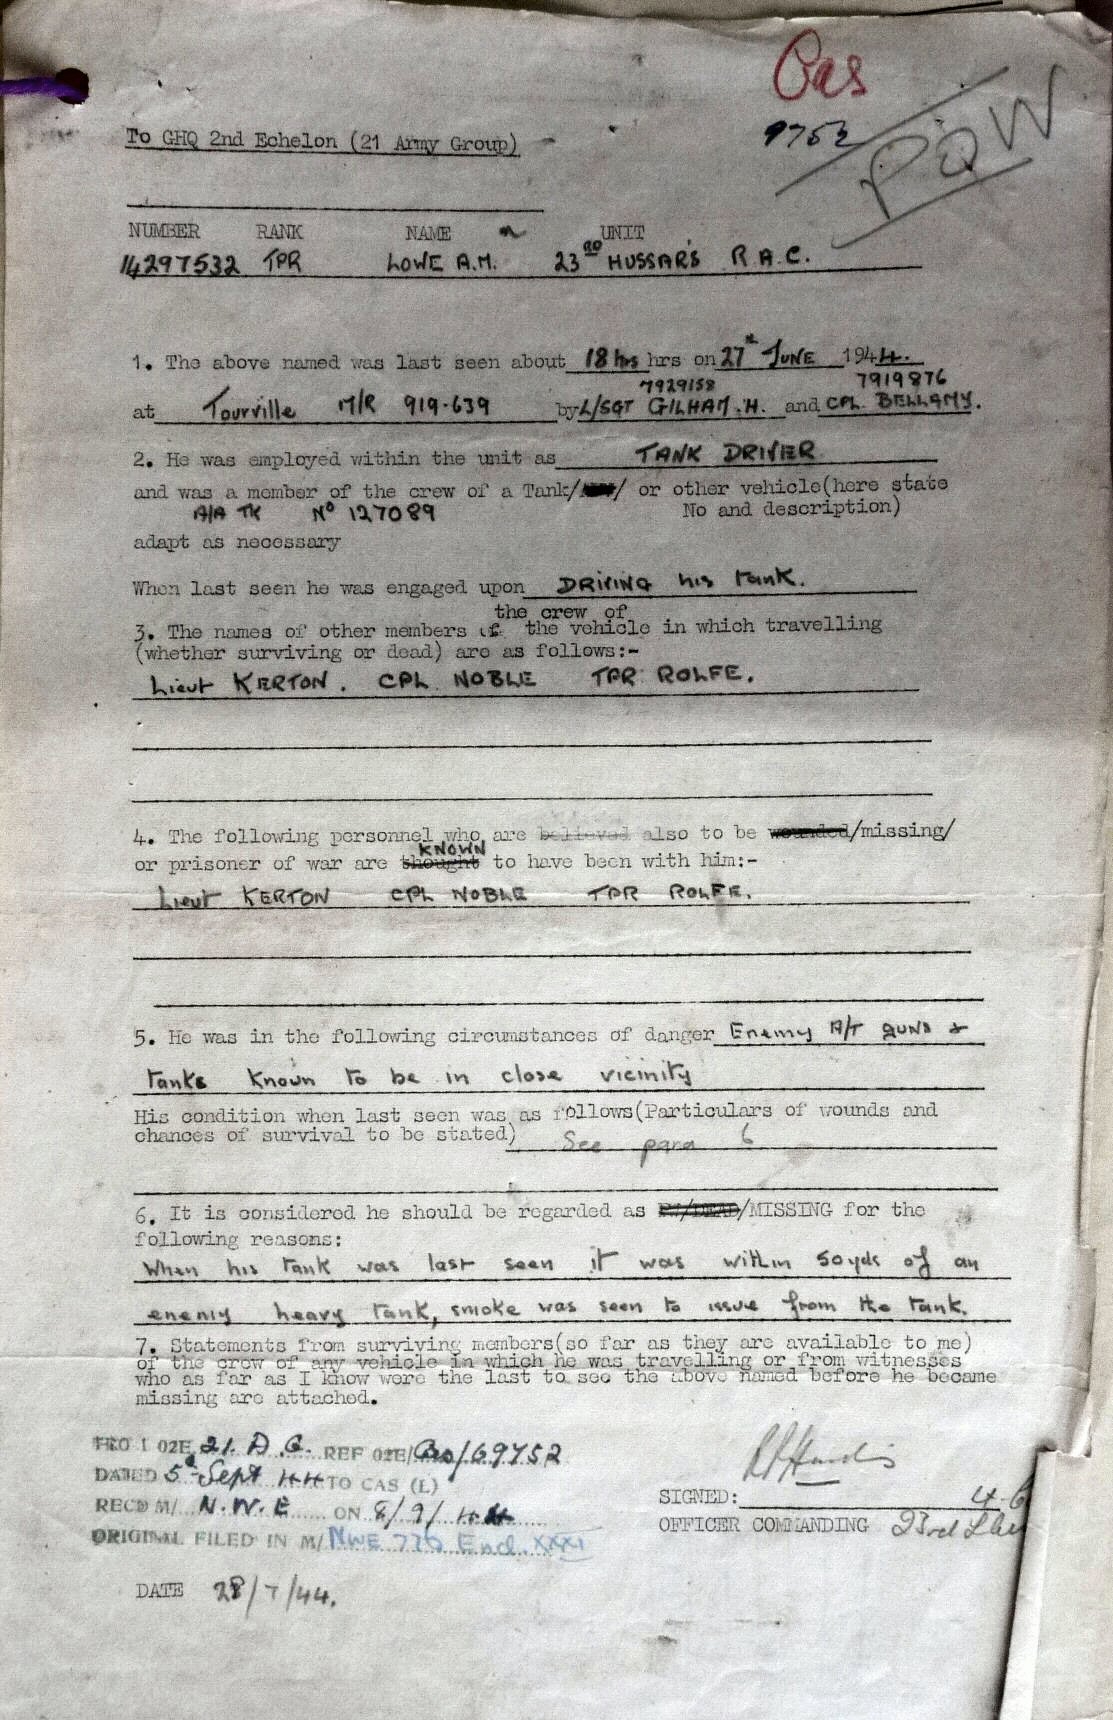 Cas
9752
POW
To GHQ 2nd Echelon (21 Army Group)
NUMBER RANK NAME UNIT
14297532 TPR LOWE A.M. 23RD HUSSARS R.A.C.
1. The above named was last seen about 18 hrs hrs on 27th JUNE 1944.
7929158 7919876
at Tourville M/R 919-639 by L/SGT GILHAM .H. and CPL BELLAMY.
2. He was employed within the unit as TANK DRIVER
and was a member of the crew of a Tank/ / or other vehicle(here state
A/A TK No 127089 No and description)
adapt as necessary
When last seen he was engaged upon DRIVING his tank.
the crew of
3. The names of other members of the vehicle in which travelling
(whether surviving or dead) are as follows:-
Lieut KERTON. CPL NOBLE TPR ROLFE.
4. The following personnel who are believed also to be wounded/missing/
KNOWN
or prisoner of war are thought to have been with him:-
Lieut KERTON CPL NOBLE TPR ROLFE.
5. He was in the following circumstances of danger Enemy A/T guns &
tanks known to be in close vicinity
His condition when last seen was as follows(Particulars of wounds and
chances of survival to be stated) See para 6
6. It is considered he should be regarded as PW/DEAD/MISSING for the
following reasons:
When his tank was last seen it was within 50yds of an
enemy heavy tank, smoke was seen to issue from the tank.
7. Statements from surviving members(so far as they are available to me)
of the crew of any vehicle in which he was travelling or from witnesses
who as far as I know were the last to see the above named before he became
missing are attached.
02E 21. A. G. REF 02E/Cas/69752
DATED 5th Sept 44 TO CAS (L)
RECD M/ N.W.E ON 8/9/44
ORIGINAL FILED IN M/ NWE 770 Encl. XXXI
SIGNED:
OFFICER COMMANDING 23rd
DATE 28/7/44.